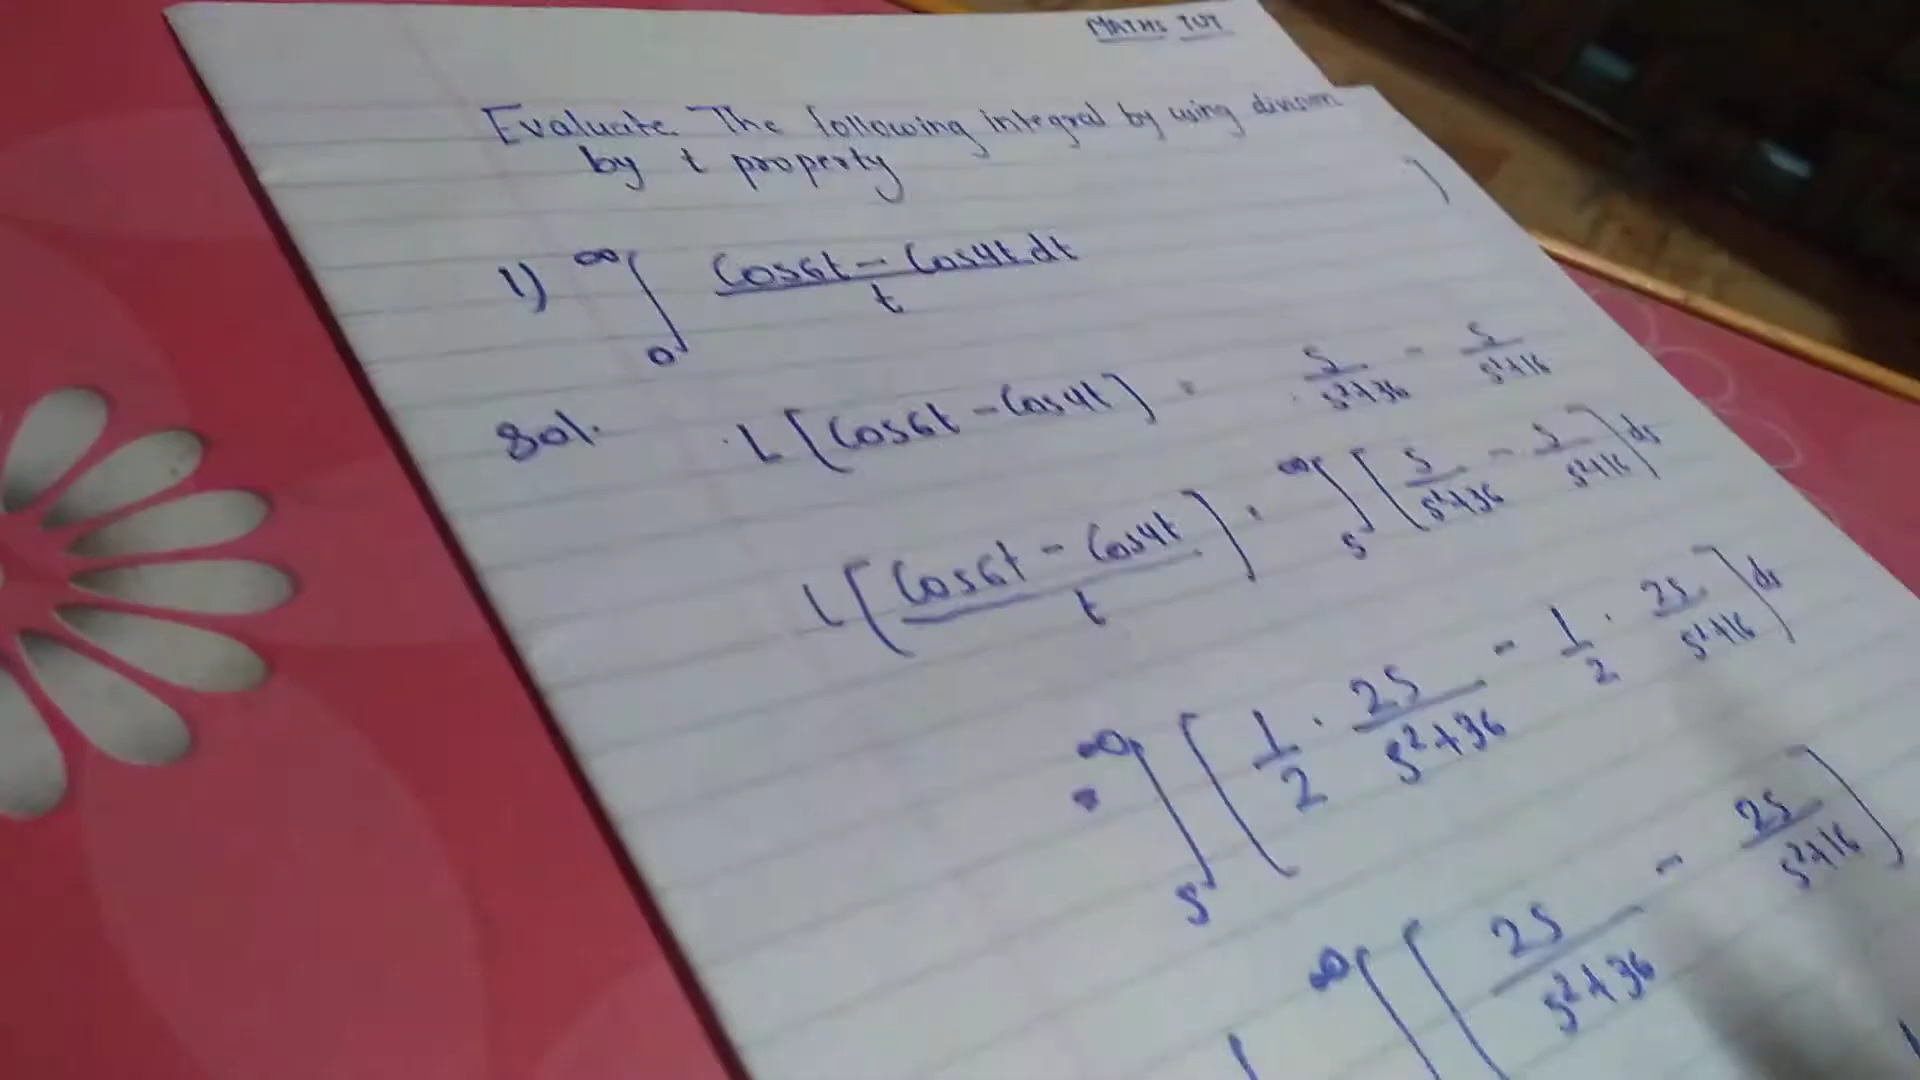 MATHS TUT
Evaluate The following integral by using division
by t property
1) ∞∫0 Cos6t - Cos4t dt / t
Sol. L[Cos6t - Cos4t] = s/s²+36 - s/s²+16
L[Cos6t - Cos4t / t] = ∞∫s [s/s²+36 - s/s²+16] ds
= ∞∫s [1/2 · 2s/s²+36 - 1/2 · 2s/s²+16] ds
∞∫ [2s/s²+36 - 2s/s²+16]